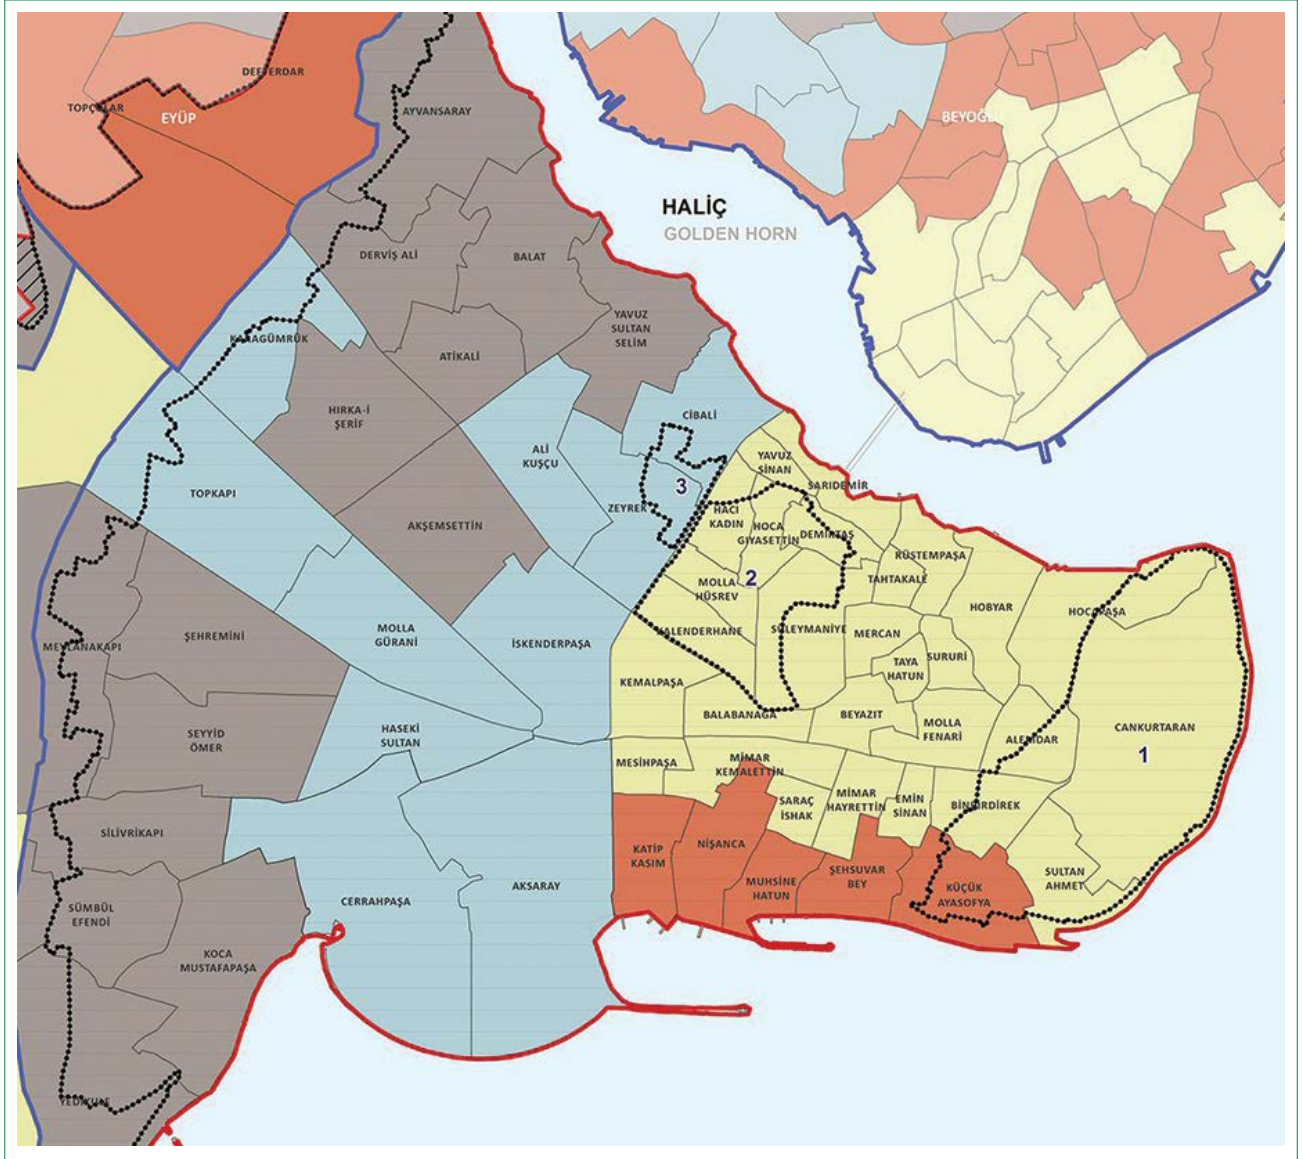 DEFTERDAR
TOPÇULAR
EYÜP
AYVANSARAY
BEYOĞLU
HALİÇ
GOLDEN HORN
DERVİŞ ALİ
BALAT
YAVUZ
SULTAN
SELİM
KARAGÜMRÜK
ATİKALİ
HIRKA-İ
ŞERİF
CİBALİ
ALİ
KUŞÇU
YAVUZ
SİNAN
SARIDEMİR
TOPKAPI
3
ZEYREK
AKŞEMSETTİN
HACI
KADIN
HOCA
GIYASETTİN
DEMİRTAŞ
RÜSTEMPAŞA
TAHTAKALE
MOLLA
HÜSREV
2
HOBYAR
HOCAPAŞA
ŞEHREMİNİ
MOLLA
GÜRANİ
İSKENDERPAŞA
KALENDERHANE
SÜLEYMANİYE
MERCAN
MEVLANAKAPI
TAYA
HATUN
SURURİ
KEMALPAŞA
BALABANAĞA
BEYAZIT
MOLLA
FENARİ
SEYYİD
ÖMER
HASEKİ
SULTAN
ALEMDAR
CANKURTARAN
1
MESİHPAŞA
MİMAR
KEMALETTİN
SARAÇ
İSHAK
MİMAR
HAYRETTİN
EMİN
SİNAN
BİNBİRDİREK
SİLİVRİKAPI
KATİP
KASIM
NİŞANCA
MUHSİNE
HATUN
ŞEHSUVAR
BEY
KÜÇÜK
AYASOFYA
SULTAN
AHMET
AKSARAY
CERRAHPAŞA
SÜMBÜL
EFENDİ
KOCA
MUSTAFAPAŞA
YEDİKULE